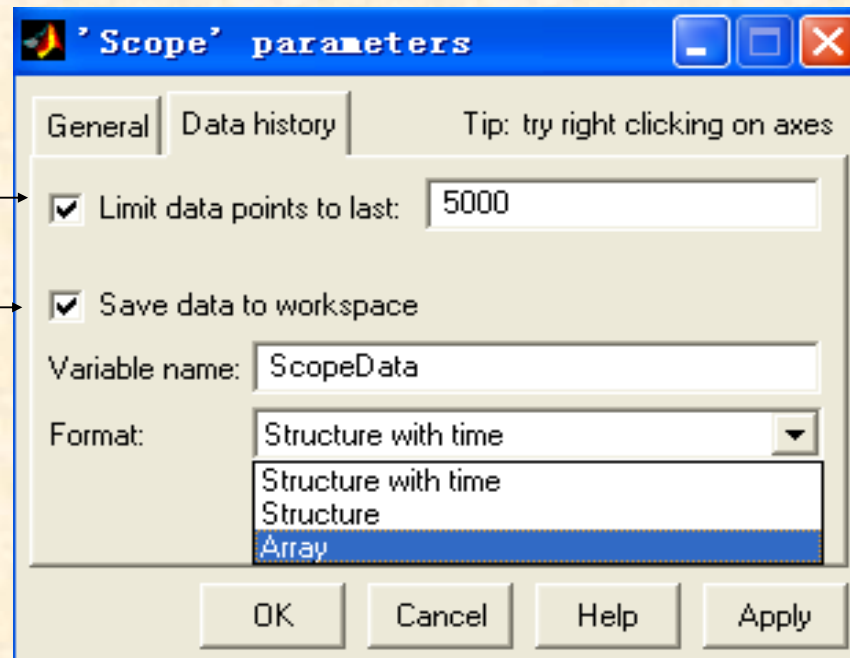 'Scope' parameters
General Data history Tip: try right clicking on axes
Limit data points to last: 5000
Save data to workspace
Variable name: ScopeData
Format: Structure with time
Structure with time
Structure
Array
OK Cancel Help Apply